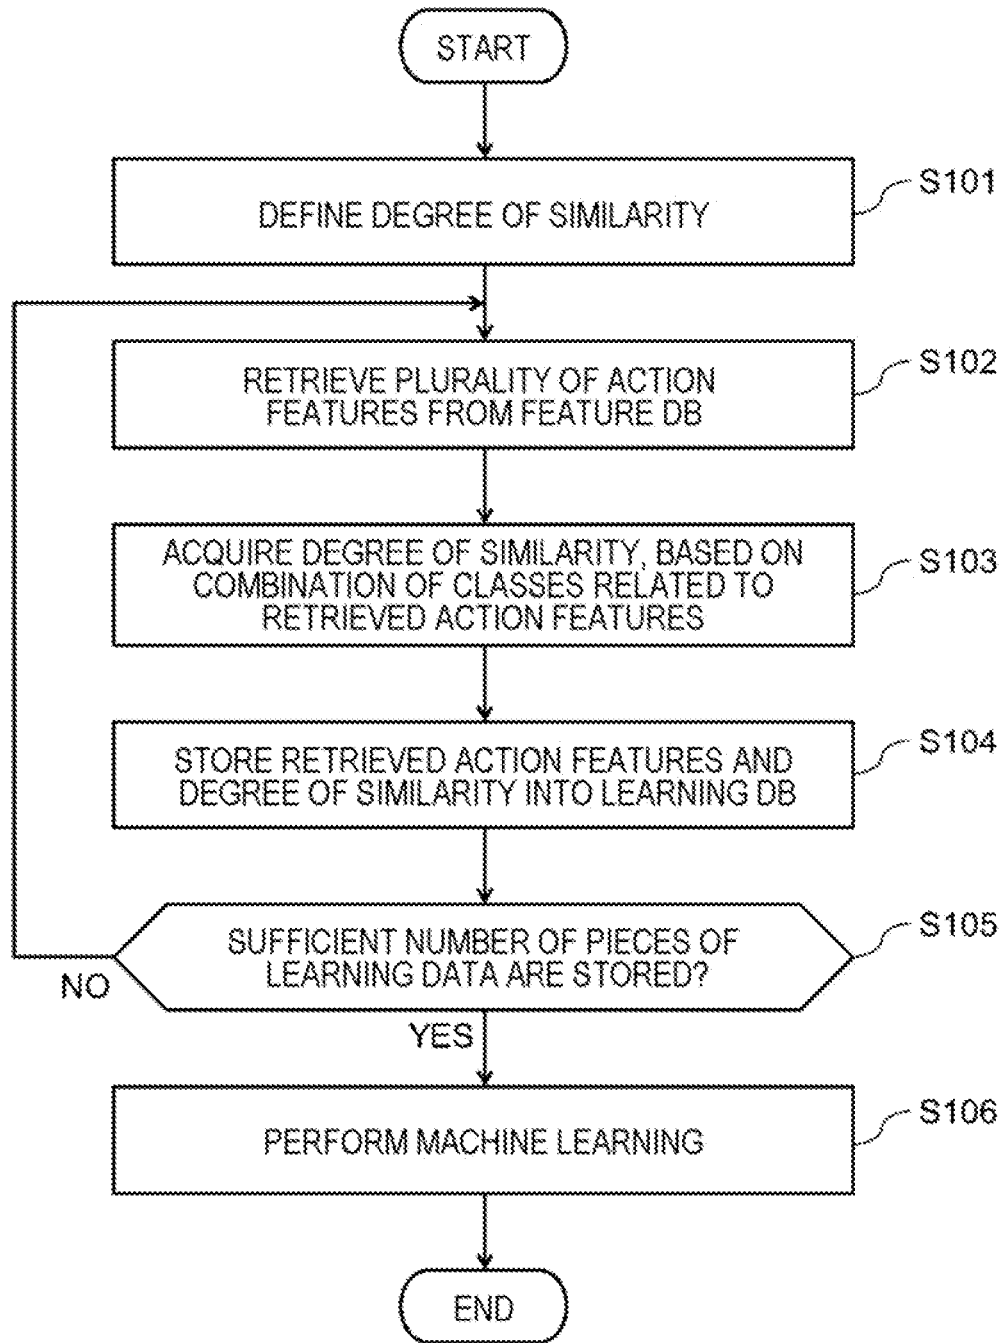 START
DEFINE DEGREE OF SIMILARITY
S101
RETRIEVE PLURALITY OF ACTION
FEATURES FROM FEATURE DB
S102
ACQUIRE DEGREE OF SIMILARITY, BASED ON
COMBINATION OF CLASSES RELATED TO
RETRIEVED ACTION FEATURES
S103
STORE RETRIEVED ACTION FEATURES AND
DEGREE OF SIMILARITY INTO LEARNING DB
S104
SUFFICIENT NUMBER OF PIECES OF
LEARNING DATA ARE STORED?
S105
NO
YES
PERFORM MACHINE LEARNING
S106
END